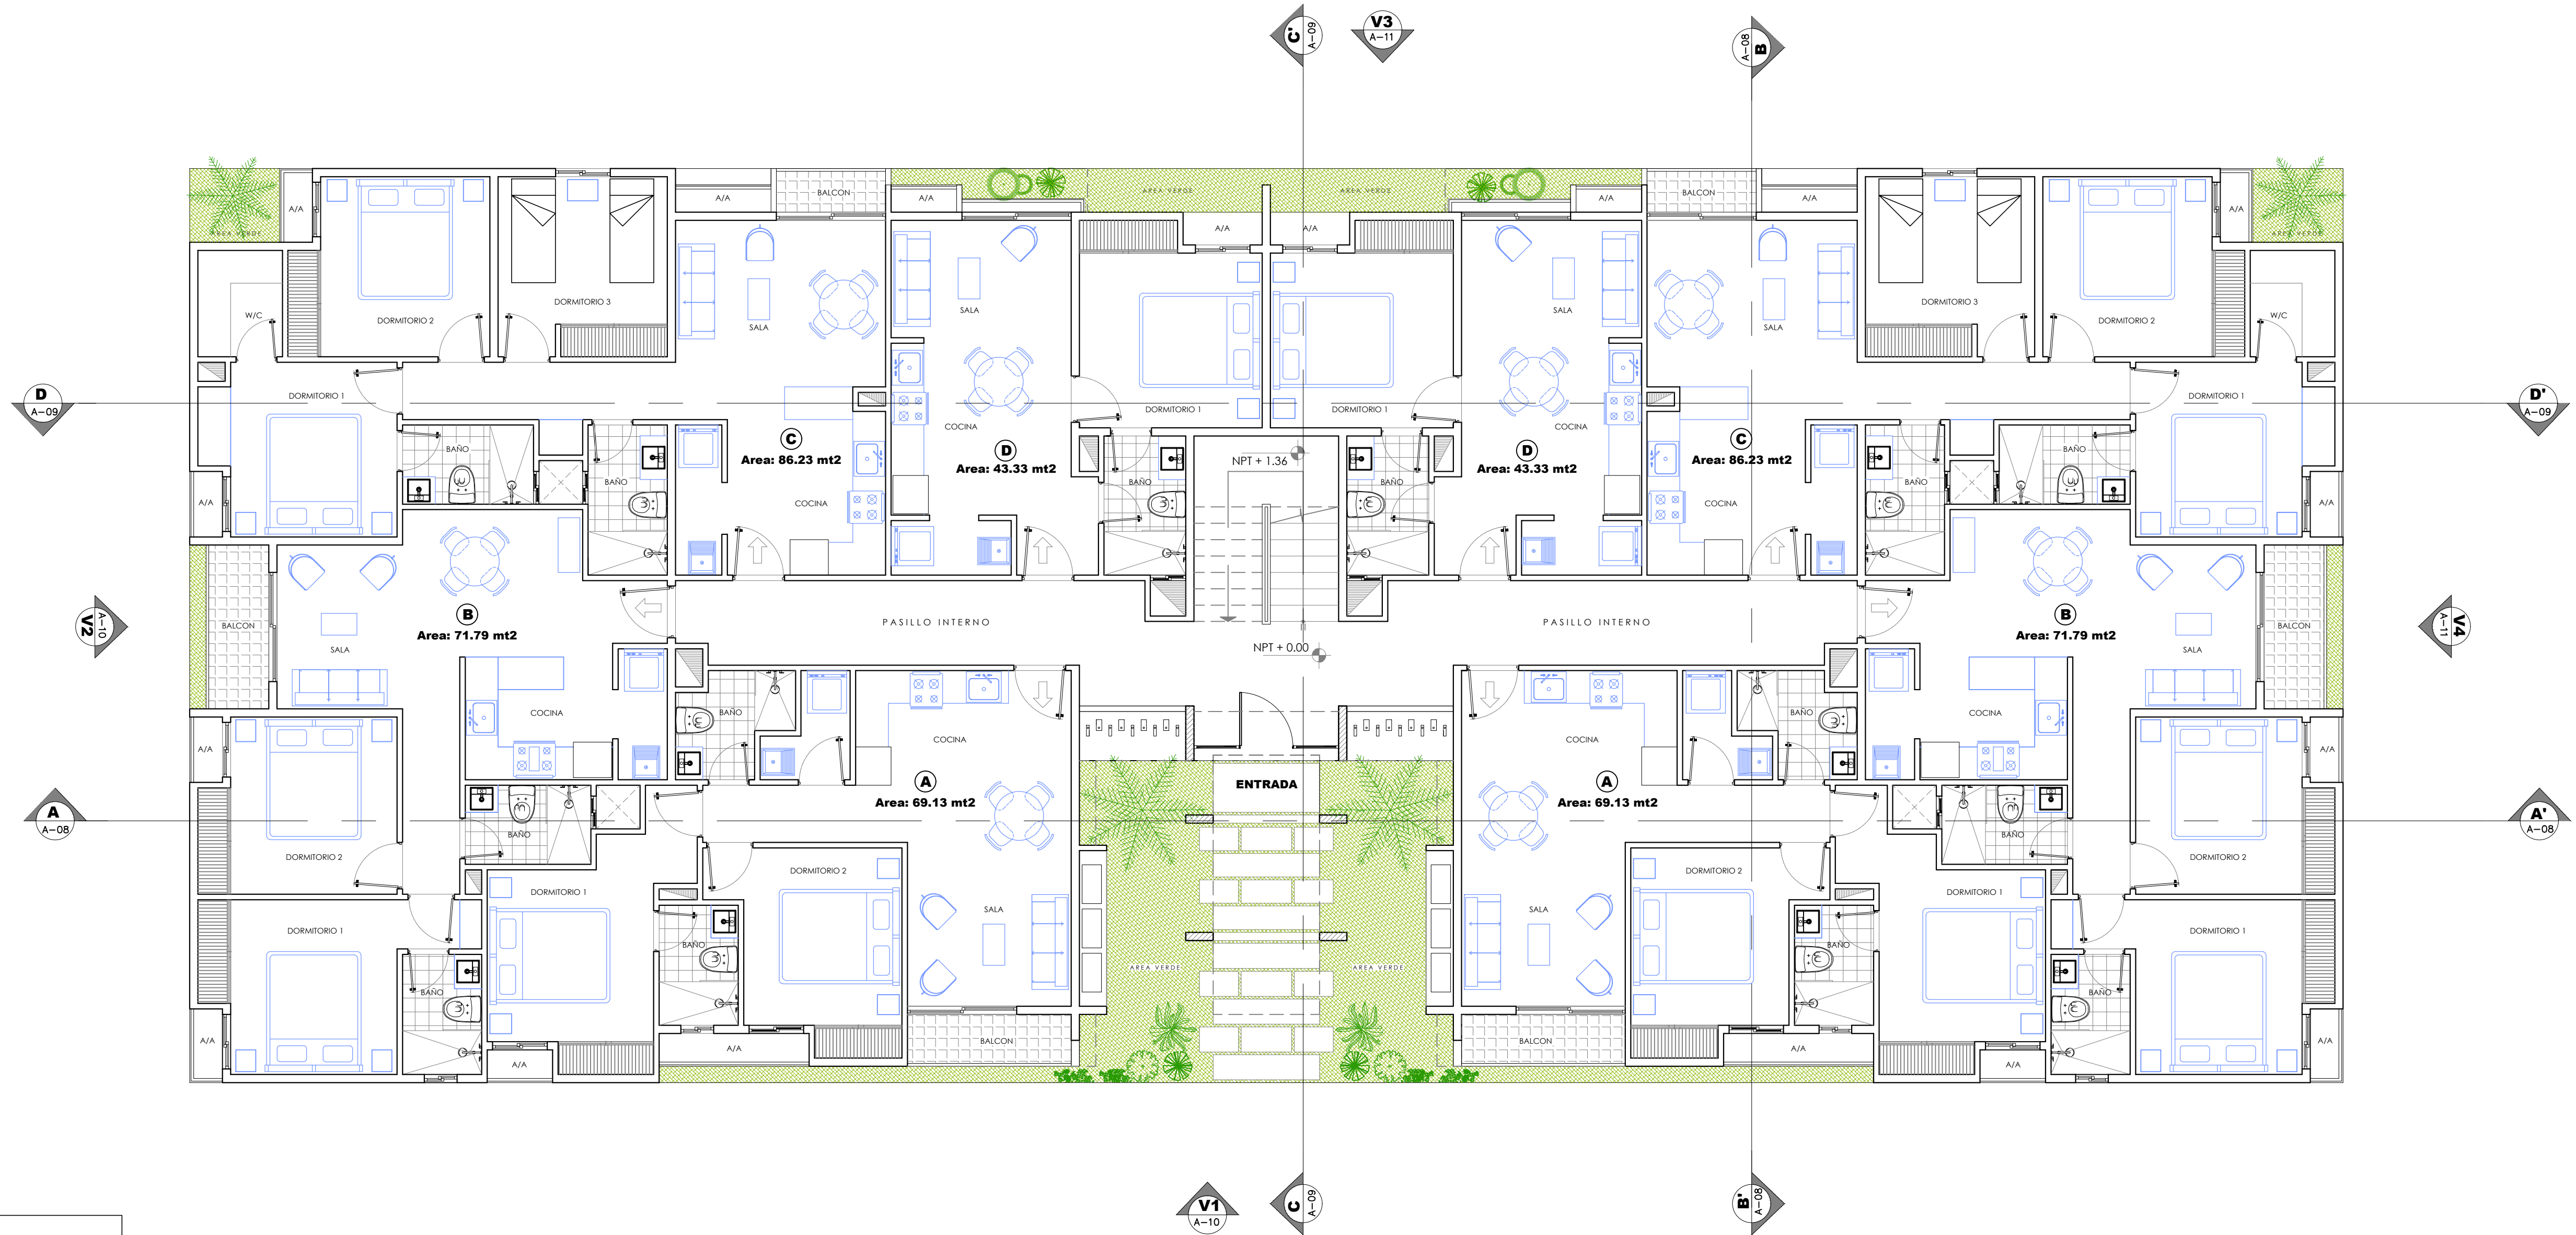 C'
A-09
V3
A-11
A-08
B
AREA VERDE
A/A
DORMITORIO 2
DORMITORIO 3
A/A
BALCON
A/A
AREA VERDE
AREA VERDE
A/A
A/A
A/A
BALCON
A/A
DORMITORIO 3
DORMITORIO 2
A/A
AREA VERDE
W/C
SALA
SALA
SALA
SALA
W/C
D
A-09
DORMITORIO 1
COCINA
DORMITORIO 1
DORMITORIO 1
COCINA
DORMITORIO 1
D'
A-09
BAÑO
BAÑO
C
Area: 86.23 mt2
COCINA
D
Area: 43.33 mt2
BAÑO
NPT + 1.36
BAÑO
D
Area: 43.33 mt2
C
Area: 86.23 mt2
COCINA
BAÑO
BAÑO
A/A
A/A
V2
A-10
BALCON
SALA
B
Area: 71.79 mt2
PASILLO INTERNO
NPT + 0.00
PASILLO INTERNO
B
Area: 71.79 mt2
SALA
BALCON
V4
A-11
A/A
COCINA
BAÑO
COCINA
COCINA
BAÑO
COCINA
A/A
A
A-08
DORMITORIO 2
BAÑO
A
Area: 69.13 mt2
ENTRADA
A
Area: 69.13 mt2
BAÑO
DORMITORIO 2
A'
A-08
DORMITORIO 1
DORMITORIO 1
DORMITORIO 2
SALA
SALA
DORMITORIO 2
DORMITORIO 1
DORMITORIO 1
BAÑO
BAÑO
AREA VERDE
AREA VERDE
BAÑO
BAÑO
A/A
A/A
A/A
BALCON
BALCON
A/A
A/A
A/A
V1
A-10
C
A-09
B'
A-08